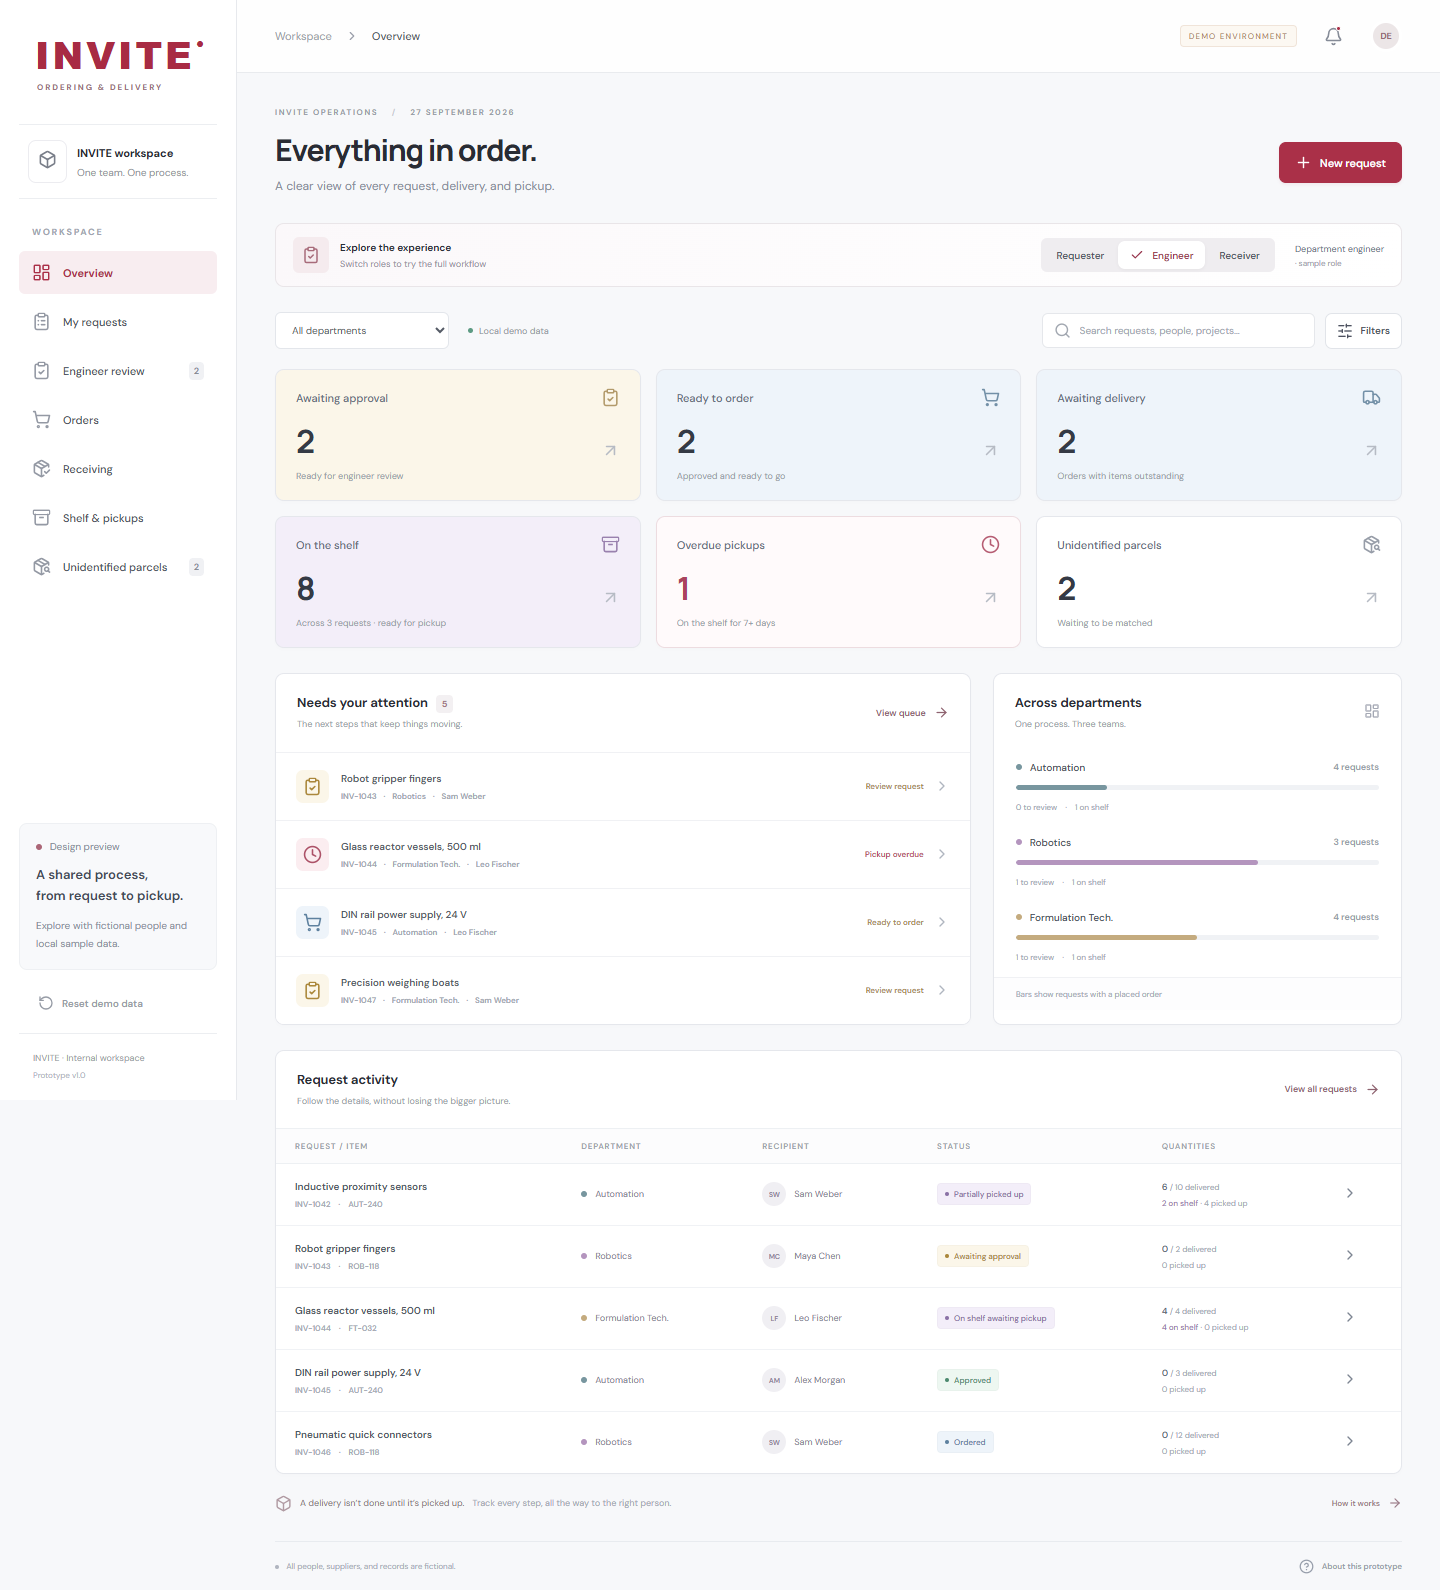 INVITE
ORDERING & DELIVERY
INVITE workspace
One team. One process.
WORKSPACE
Overview
My requests
Engineer review 2
Orders
Receiving
Shelf & pickups
Unidentified parcels 2
Design preview
A shared process,
from request to pickup.
Explore with fictional people and
local sample data.
Reset demo data
INVITE · Internal workspace
Prototype v1.0
Workspace > Overview
DEMO ENVIRONMENT
DE
INVITE OPERATIONS / 27 SEPTEMBER 2026
Everything in order.
A clear view of every request, delivery, and pickup.
New request
Explore the experience
Switch roles to try the full workflow
Requester Engineer Receiver
Department engineer
· sample role
All departments
Local demo data
Search requests, people, projects...
Filters
Awaiting approval
2
Ready for engineer review
Ready to order
2
Approved and ready to go
Awaiting delivery
2
Orders with items outstanding
On the shelf
8
Across 3 requests · ready for pickup
Overdue pickups
1
On the shelf for 7+ days
Unidentified parcels
2
Waiting to be matched
Needs your attention 5
The next steps that keep things moving.
View queue
Robot gripper fingers
INV-1043 · Robotics · Sam Weber
Review request
Glass reactor vessels, 500 ml
INV-1044 · Formulation Tech. · Leo Fischer
Pickup overdue
DIN rail power supply, 24 V
INV-1045 · Automation · Leo Fischer
Ready to order
Precision weighing boats
INV-1047 · Formulation Tech. · Sam Weber
Review request
Across departments
One process. Three teams.
Automation 4 requests
0 to review · 1 on shelf
Robotics 3 requests
1 to review · 1 on shelf
Formulation Tech. 4 requests
1 to review · 1 on shelf
Bars show requests with a placed order
Request activity
Follow the details, without losing the bigger picture.
View all requests
REQUEST / ITEM DEPARTMENT RECIPIENT STATUS QUANTITIES
Inductive proximity sensors
INV-1042 · AUT-240
Automation
SW Sam Weber
Partially picked up
6 / 10 delivered
2 on shelf · 4 picked up
Robot gripper fingers
INV-1043 · ROB-118
Robotics
MC Maya Chen
Awaiting approval
0 / 2 delivered
0 picked up
Glass reactor vessels, 500 ml
INV-1044 · FT-032
Formulation Tech.
LF Leo Fischer
On shelf awaiting pickup
4 / 4 delivered
4 on shelf · 0 picked up
DIN rail power supply, 24 V
INV-1045 · AUT-240
Automation
AM Alex Morgan
Approved
0 / 3 delivered
0 picked up
Pneumatic quick connectors
INV-1046 · ROB-118
Robotics
SW Sam Weber
Ordered
0 / 12 delivered
0 picked up
A delivery isn't done until it's picked up. Track every step, all the way to the right person.
How it works
All people, suppliers, and records are fictional.
About this prototype